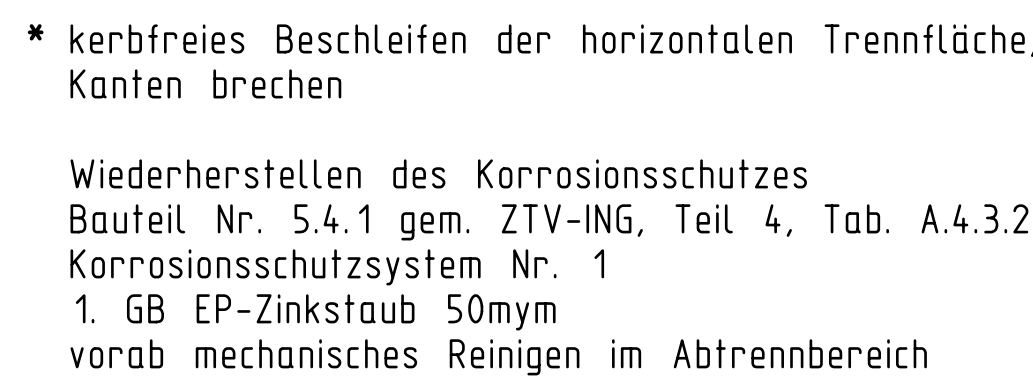 * kerbfreies Beschleifen der horizontalen Trennfläche,
Kanten brechen
Wiederherstellen des Korrosionsschutzes
Bauteil Nr. 5.4.1 gem. ZTV-ING, Teil 4, Tab. A.4.3.2
Korrosionsschutzsystem Nr. 1
1. GB EP-Zinkstaub 50mym
vorab mechanisches Reinigen im Abtrennbereich